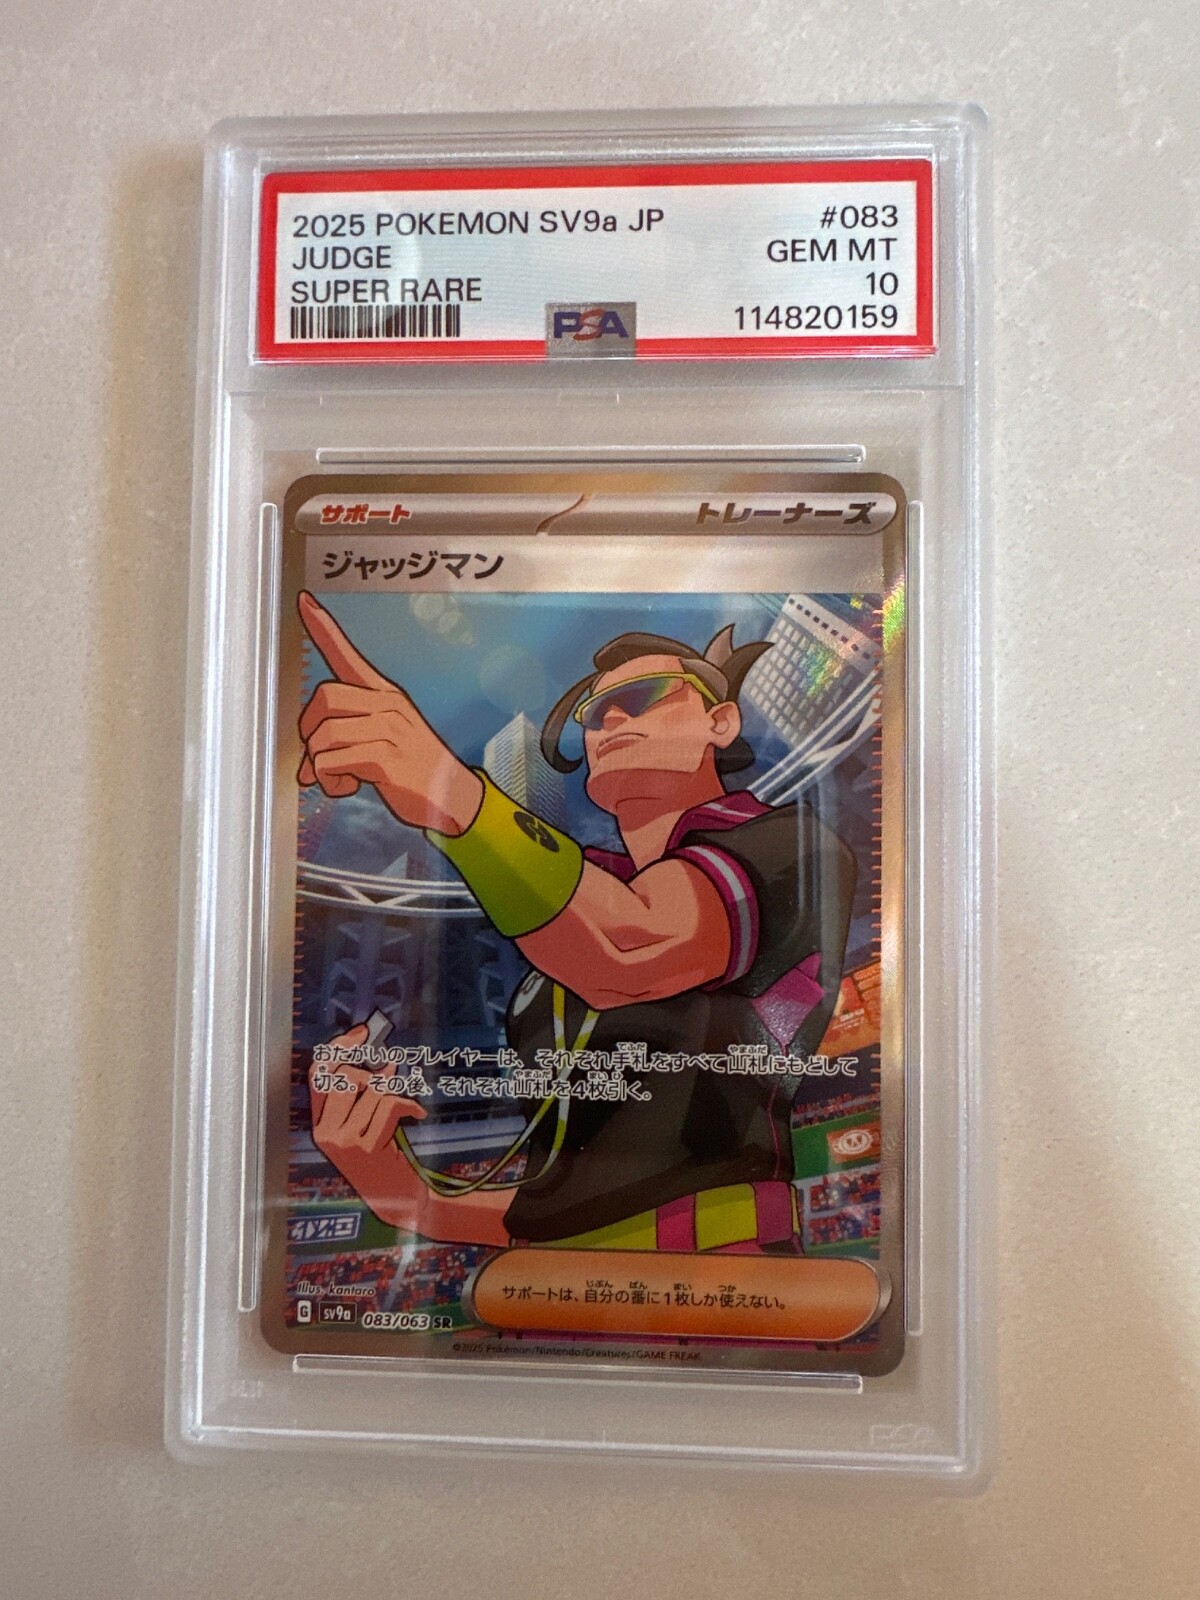 2025 POKEMON SV9a JP #083
JUDGE GEM MT
SUPER RARE 10
PSA 114820159
サポート トレーナーズ
ジャッジマン
おたがいのプレイヤーは、それぞれ手札をすべて山札にもどして
切る。その後、それぞれ山札を4枚引く。
サポートは、自分の番に1枚しか使えない。
Illus. kantaro
G SV9a 083/063 SR
©2025 Pokémon/Nintendo/Creatures/GAME FREAK